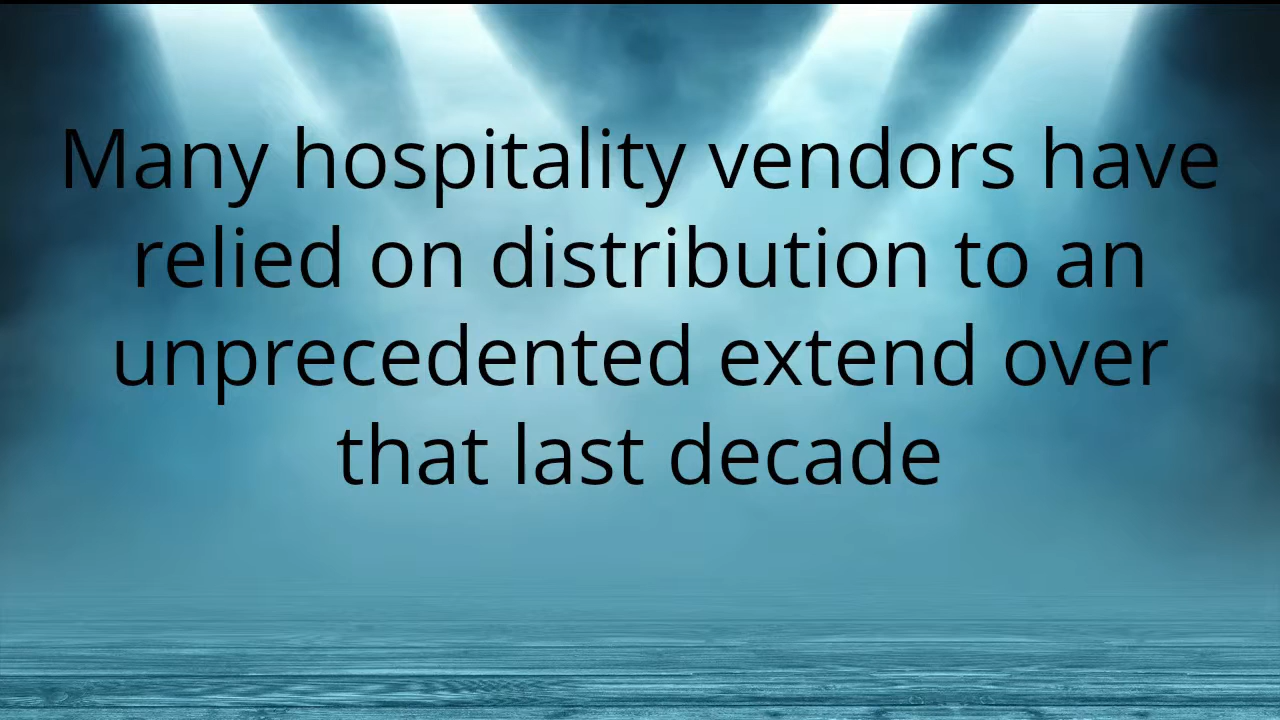 Many hospitality vendors have
relied on distribution to an
unprecedented extend over
that last decade